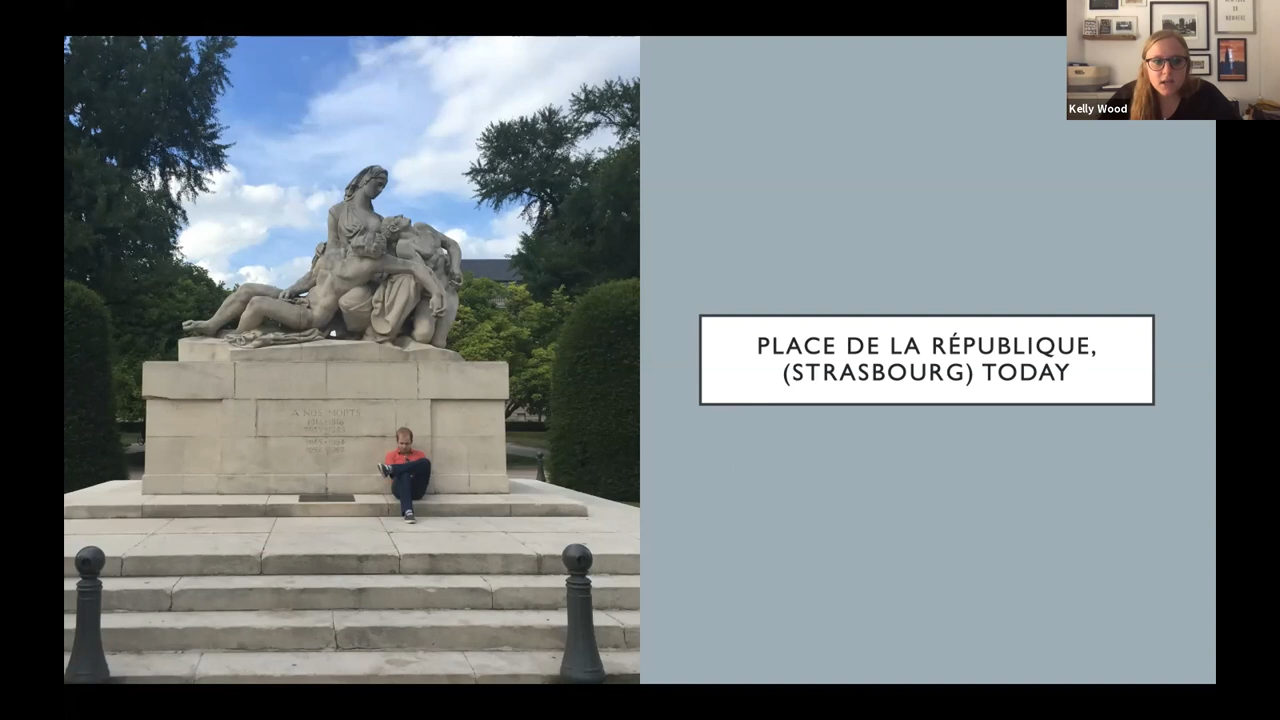 Kelly Wood
PLACE DE LA RÉPUBLIQUE,
(STRASBOURG) TODAY
A NOS MORTS